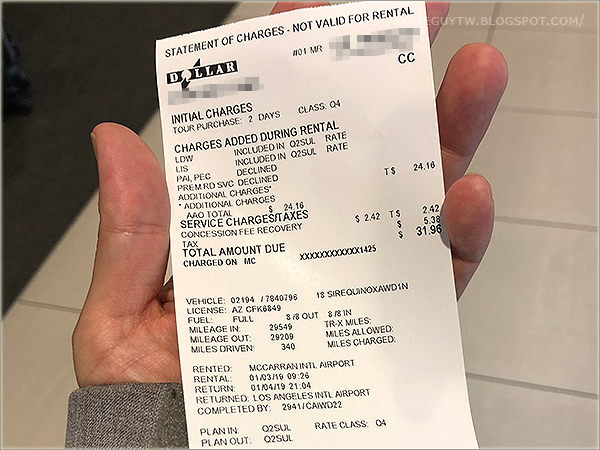 EGUYTW.BLOGSPOT.COM/
STATEMENT OF CHARGES - NOT VALID FOR RENTAL
#01 MR
DOLLAR
CC
INITIAL CHARGES
TOUR PURCHASE: 2 DAYS CLASS: Q4
CHARGES ADDED DURING RENTAL
LDW INCLUDED IN Q2SUL RATE
LIS INCLUDED IN Q2SUL RATE
PAI, PEC DECLINED
PREM RD SVC DECLINED
ADDITIONAL CHARGES* T$ 24.16
* ADDITIONAL CHARGES
AAO TOTAL $ 24.16
SERVICE CHARGES/TAXES
CONCESSION FEE RECOVERY $ 2.42 T$ 2.42
TAX $ 5.38
TOTAL AMOUNT DUE $ 31.96
CHARGED ON MC XXXXXXXXXXXX1425
VEHICLE: 02194 / 7840796 18 SIREQUINOXAWD1N
LICENSE: AZ CFK6849
FUEL: FULL 8 /8 OUT 8 /8 IN
MILEAGE IN: 29549 TR-X MILES:
MILEAGE OUT: 29209 MILES ALLOWED:
MILES DRIVEN: 340 MILES CHARGED:
RENTED: MCCARRAN INTL AIRPORT
RENTAL: 01/03/19 09:26
RETURN: 01/04/19 21:04
RETURNED: LOS ANGELES INTL AIRPORT
COMPLETED BY: 2941 / CAIWD22
PLAN IN: Q2SUL RATE CLASS: Q4
PLAN OUT: Q2SUL